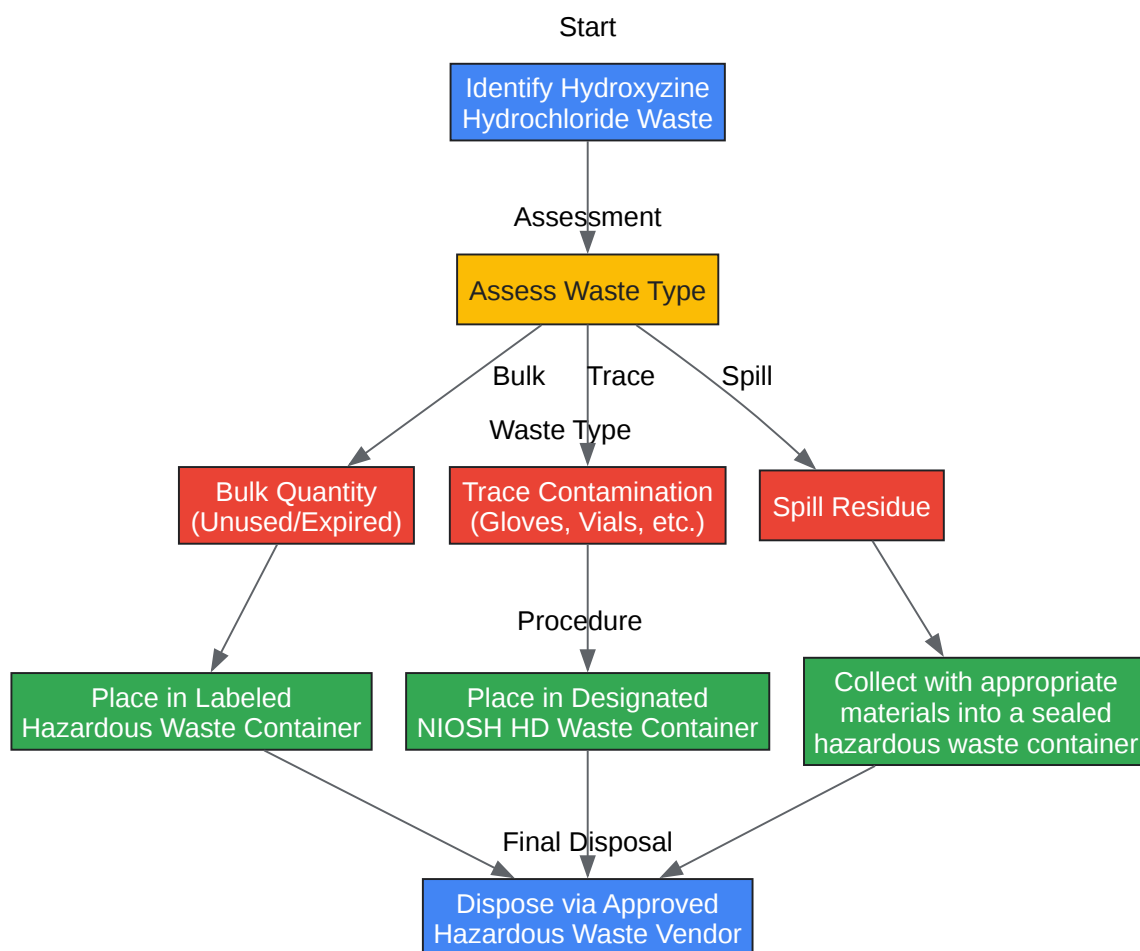 Start
Identify Hydroxyzine
Hydrochloride Waste
Assessment
Assess Waste Type
Bulk
Trace
Spill
Waste Type
Bulk Quantity
(Unused/Expired)
Trace Contamination
(Gloves, Vials, etc.)
Spill Residue
Procedure
Place in Labeled
Hazardous Waste Container
Place in Designated
NIOSH HD Waste Container
Collect with appropriate
materials into a sealed
hazardous waste container
Final Disposal
Dispose via Approved
Hazardous Waste Vendor